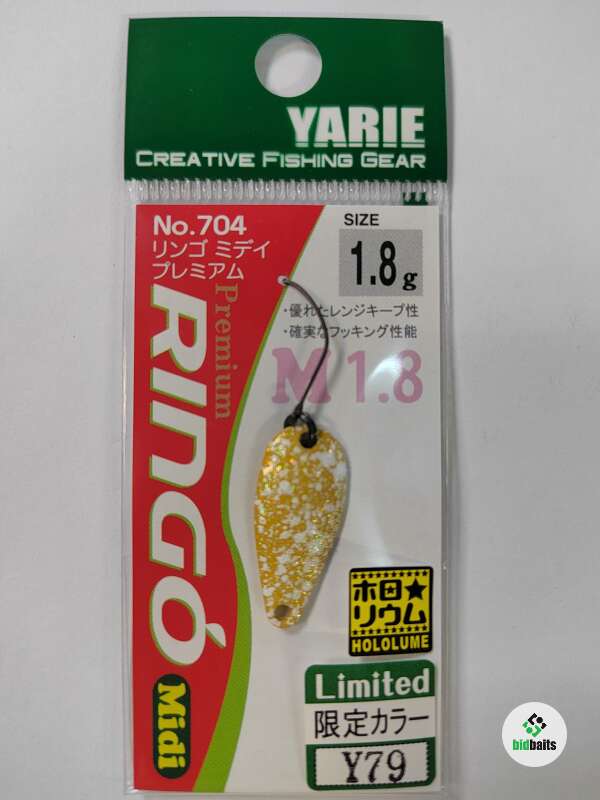 YARIE
CREATIVE FISHING GEAR
No.704
リンゴ ミディ
プレミアム
Premium
RINGO
Midi
SIZE
1.8g
・優れたレンジキープ性
・確実なフッキング性能
M1.8
ホロ★
リウム
HOLOLUME
Limited
限定カラー
Y79
bidbaits